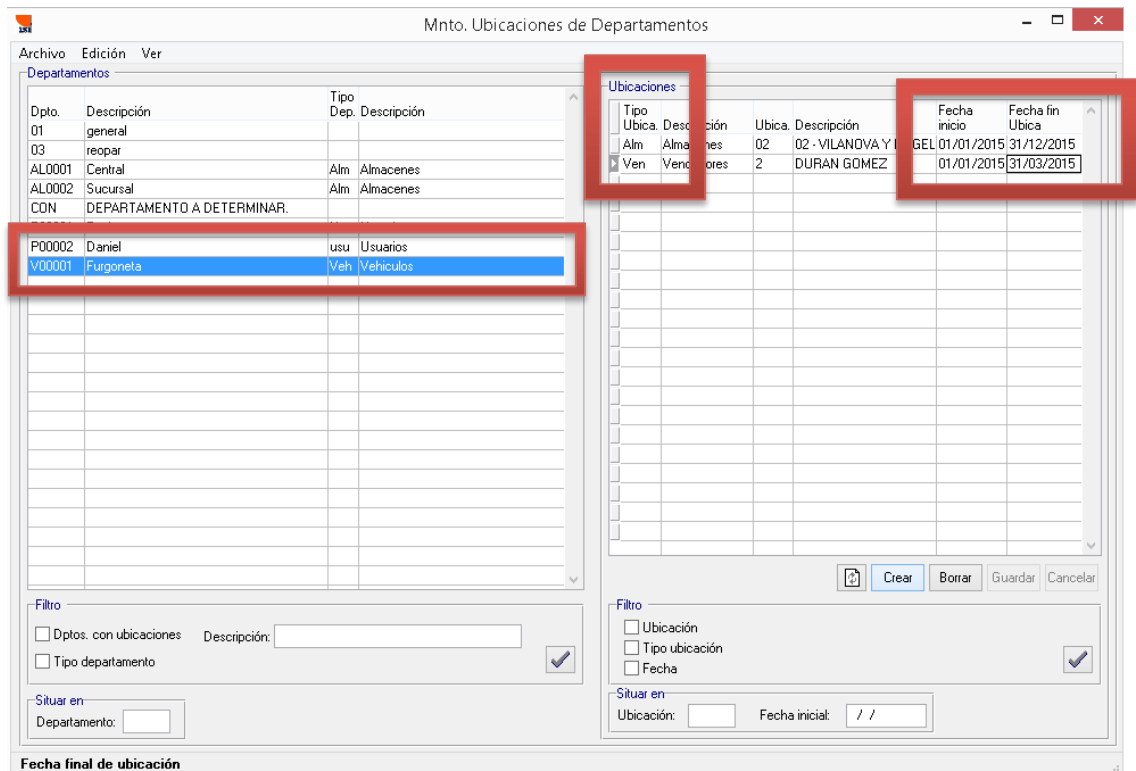 Mnto. Ubicaciones de Departamentos
Archivo Edición Ver
Departamentos
Dpto. Descripción Tipo Dep. Descripción
01 general
03 reopar
AL0001 Central Alm Almacenes
AL0002 Sucursal Alm Almacenes
CON DEPARTAMENTO A DETERMINAR.
P00002 Daniel usu Usuarios
V00001 Furgoneta Veh Vehiculos
Filtro
Dptos. con ubicaciones Descripción:
Tipo departamento
Situar en
Departamento:
Ubicaciones
Tipo Ubica. Ubica. Descripción Fecha inicio Fecha fin Ubica
Alm 02 02 - VILANOVA Y 01/01/2015 31/12/2015
Ven 2 DURAN GOMEZ 01/01/2015 31/03/2015
Crear Borrar Guardar Cancelar
Filtro
Ubicación
Tipo ubicación
Fecha
Situar en
Ubicación: Fecha inicial: / /
Fecha final de ubicación